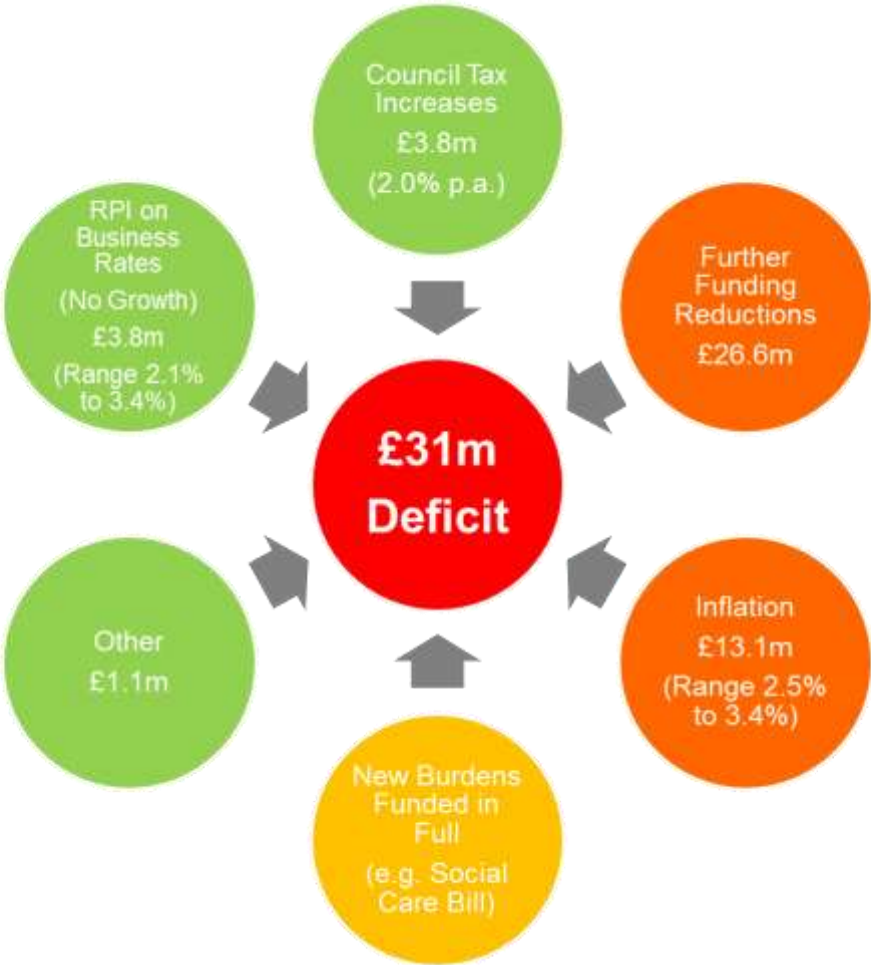 Council Tax
Increases
£3.8m
(2.0% p.a.)
RPI on
Business
Rates
(No Growth)
£3.8m
(Range 2.1%
to 3.4%)
Further
Funding
Reductions
£26.6m
£31m
Deficit
Other
£1.1m
Inflation
£13.1m
(Range 2.5%
to 3.4%)
New Burdens
Funded in
Full
(e.g. Social
Care Bill)